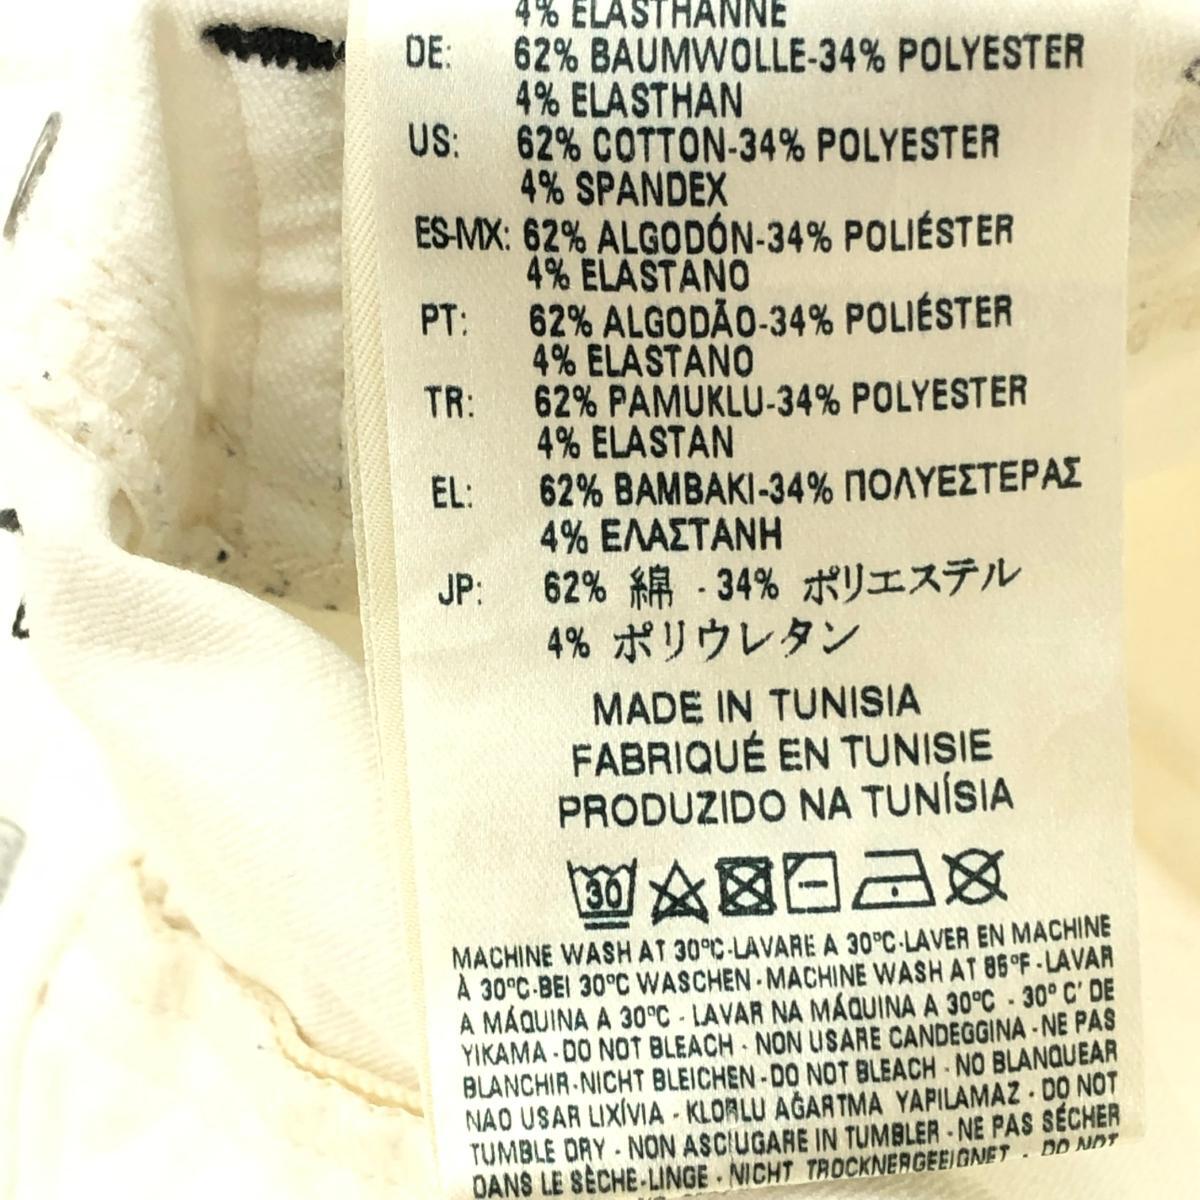 4% ELASTHANNE
DE: 62% BAUMWOLLE-34% POLYESTER
4% ELASTHAN
US: 62% COTTON-34% POLYESTER
4% SPANDEX
ES-MX: 62% ALGODÓN-34% POLIÉSTER
4% ELASTANO
PT: 62% ALGODÃO-34% POLIÉSTER
4% ELASTANO
TR: 62% PAMUKLU-34% POLYESTER
4% ELASTAN
EL: 62% BAMBAKI-34% ΠΟΛΥΕΣΤΕΡΑΣ
4% ΕΛΑΣΤΑΝΗ
JP: 62% 綿 - 34% ポリエステル
4% ポリウレタン
MADE IN TUNISIA
FABRIQUÉ EN TUNISIE
PRODUZIDO NA TUNÍSIA
30
MACHINE WASH AT 30°C-LAVARE A 30°C-LAVER EN MACHINE
À 30°C-BEI 30°C WASCHEN-MACHINE WASH AT 85°F-LAVAR
A MÁQUINA A 30°C - LAVAR NA MÁQUINA A 30°C - 30° C' DE
YIKAMA-DO NOT BLEACH - NON USARE CANDEGGINA-NE PAS
BLANCHIR-NICHT BLEICHEN-DO NOT BLEACH - NO BLANQUEAR
NAO USAR LIXÍVIA - KLORLU AĞARTMA YAPILAMAZ - DO NOT
TUMBLE DRY - NON ASCIUGARE IN TUMBLER-NE PAS SÉCHER
DANS LE SÈCHE-LINGE - NICHT TROCKNERGEEIGNET - DO NOT